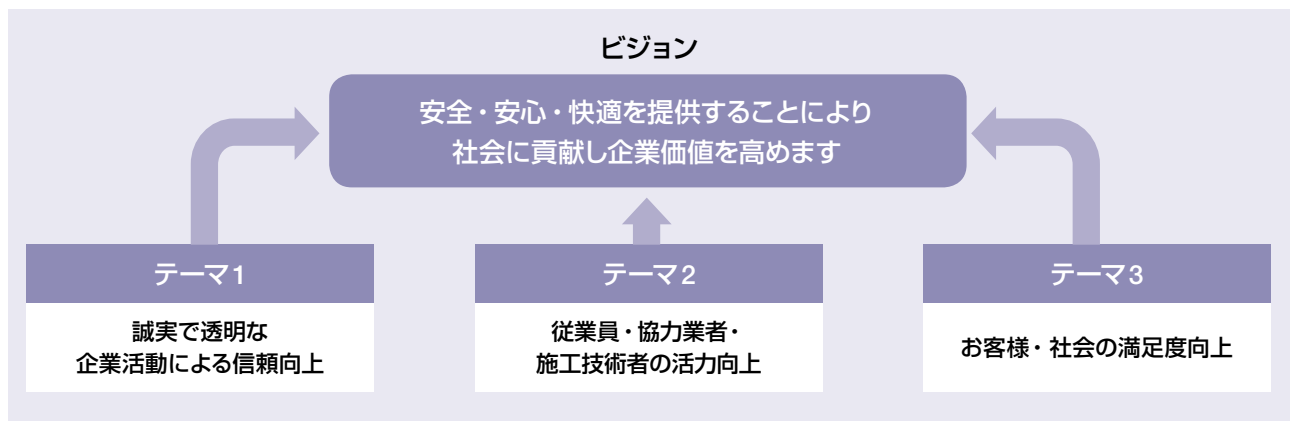 ビジョン
安全・安心・快適を提供することにより
社会に貢献し企業価値を高めます
テーマ1
誠実で透明な
企業活動による信頼向上
テーマ2
従業員・協力業者・
施工技術者の活力向上
テーマ3
お客様・社会の満足度向上